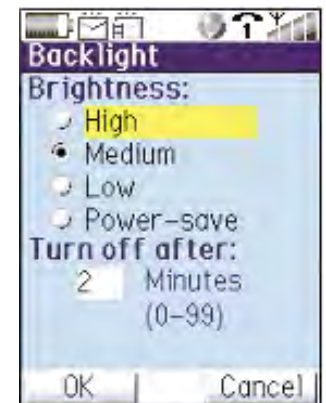 Backlight
Brightness:
High
Medium
Low
Power-save
Turn off after:
2 Minutes
(0-99)
OK Cancel